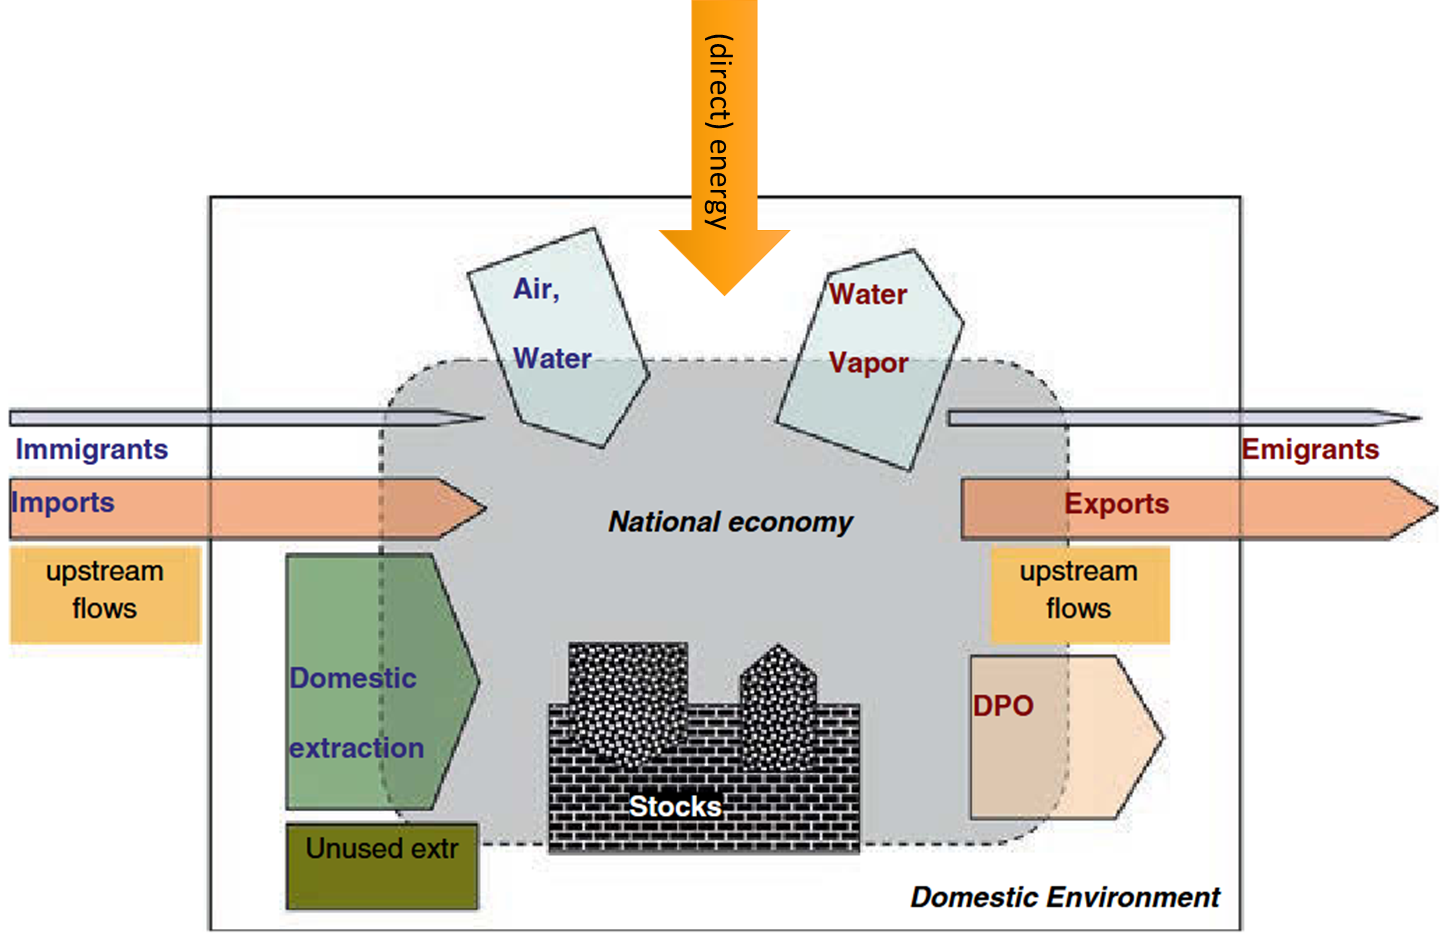 (direct) energy
Air,
Water
Water
Vapor
Immigrants
Emigrants
Imports
Exports
National economy
upstream
flows
upstream
flows
Domestic
extraction
DPO
Stocks
Unused extr
Domestic Environment